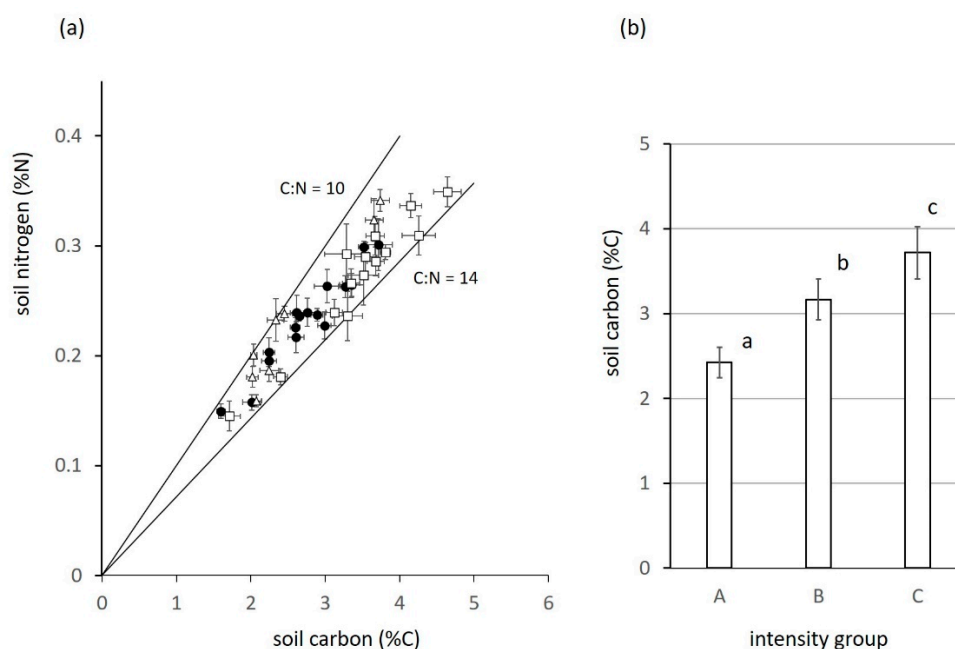 (a)
soil nitrogen (%N)
0.4
0.3
0.2
0.1
0
C:N = 10
C:N = 14
0 1 2 3 4 5 6
soil carbon (%C)
(b)
soil carbon (%C)
5
4
3
2
1
0
a
b
c
A B C
intensity group